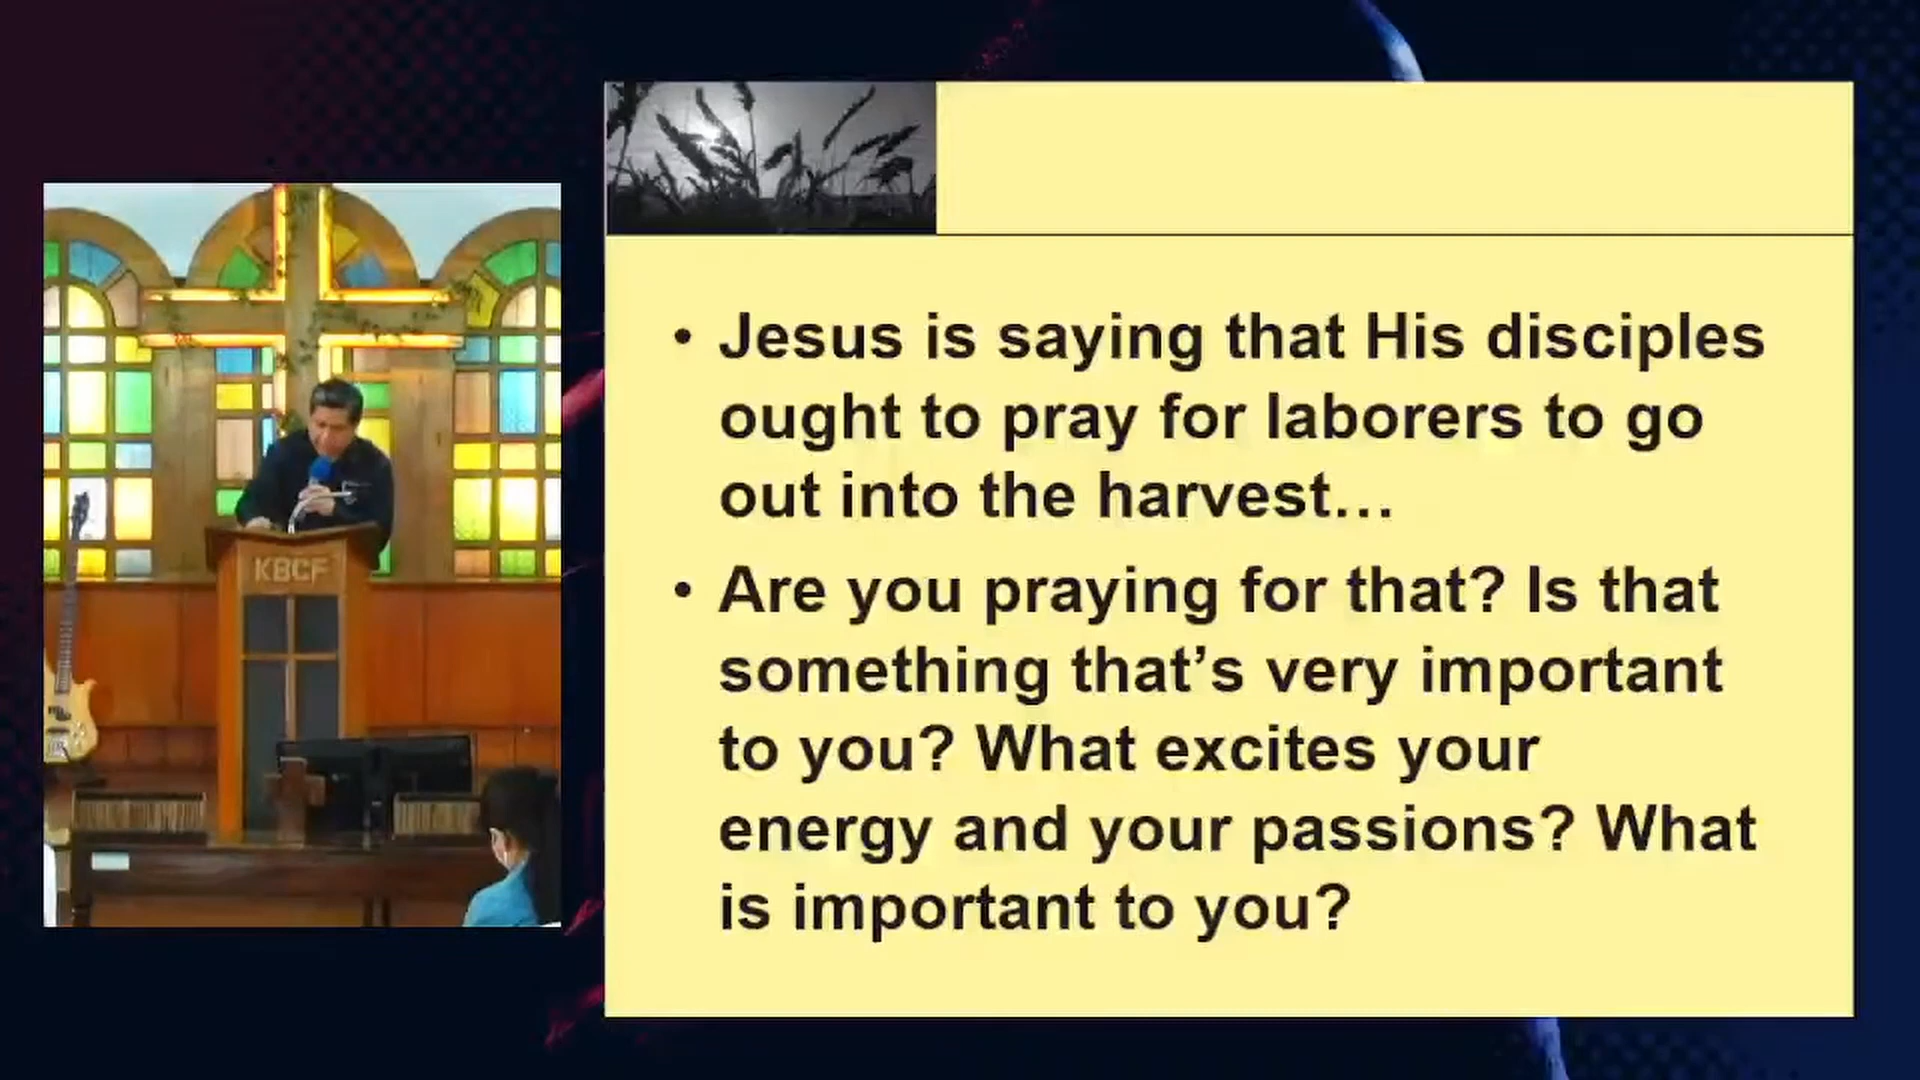 KBCF
• Jesus is saying that His disciples
ought to pray for laborers to go
out into the harvest…
• Are you praying for that? Is that
something that’s very important
to you? What excites your
energy and your passions? What
is important to you?